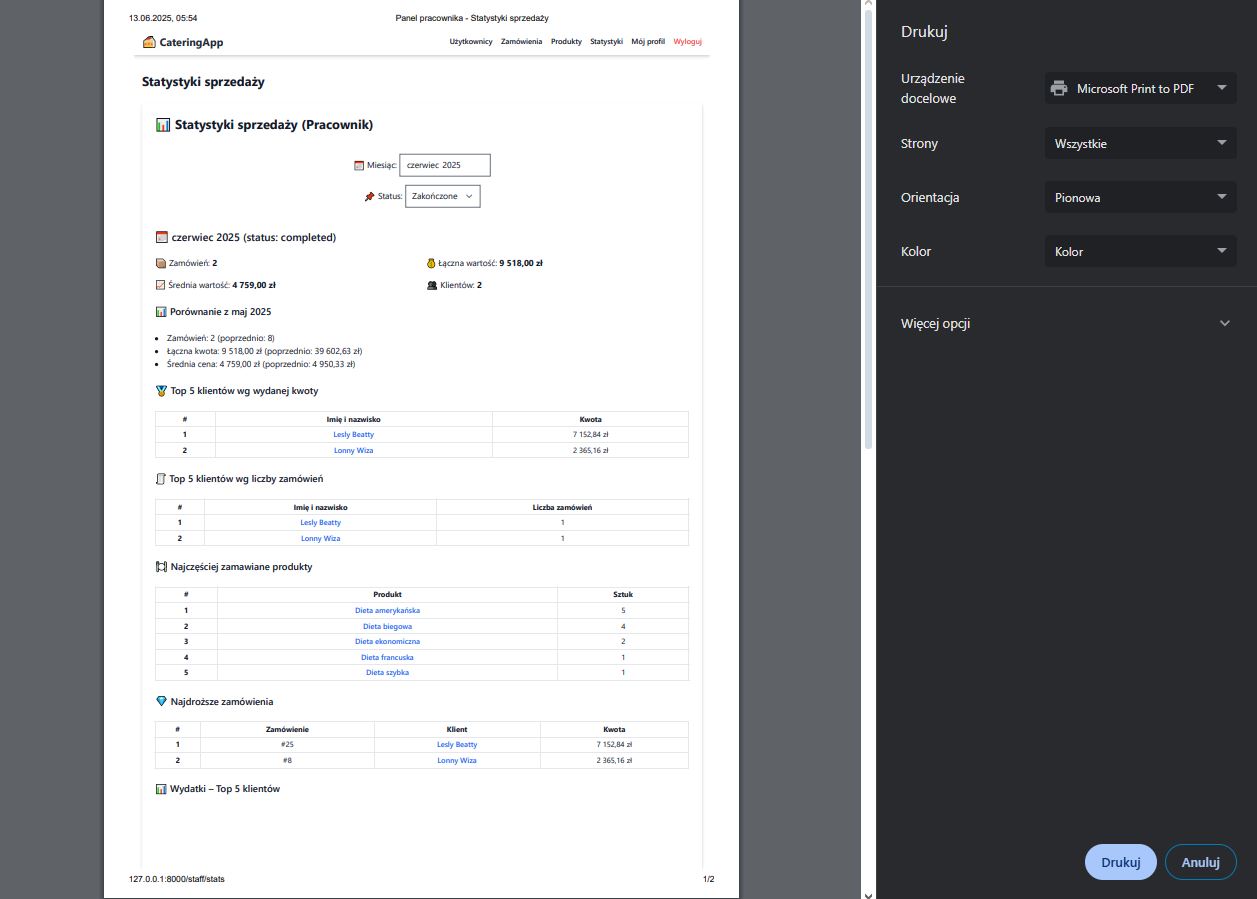 13.06.2025, 05:54 Panel pracownika - Statystyki sprzedaży
CateringApp Użytkownicy Zamówienia Produkty Statystyki Mój profil Wyloguj
Statystyki sprzedaży
Statystyki sprzedaży (Pracownik)
Miesiąc: czerwiec 2025
Status: Zakończone
czerwiec 2025 (status: completed)
Zamówień: 2 Łączna wartość: 9 518,00 zł
Średnia wartość: 4 759,00 zł Klientów: 2
Porównanie z maj 2025
• Zamówień: 2 (poprzednio: 8)
• Łączna kwota: 9 518,00 zł (poprzednio: 39 602,63 zł)
• Średnia cena: 4 759,00 zł (poprzednio: 4 950,33 zł)
Top 5 klientów wg wydanej kwoty
# Imię i nazwisko Kwota
1 Lesly Beatty 7 152,84 zł
2 Lonny Wiza 2 365,16 zł
Top 5 klientów wg liczby zamówień
# Imię i nazwisko Liczba zamówień
1 Lesly Beatty 1
2 Lonny Wiza 1
Najczęściej zamawiane produkty
# Produkt Sztuk
1 Dieta amerykańska 5
2 Dieta biegowa 4
3 Dieta ekonomiczna 2
4 Dieta francuska 1
5 Dieta szybka 1
Najdroższe zamówienia
# Zamówienie Klient Kwota
1 #25 Lesly Beatty 7 152,84 zł
2 #8 Lonny Wiza 2 365,16 zł
Wydatki – Top 5 klientów
127.0.0.1:8000/staff/stats 1/2
Drukuj
Urządzenie
docelowe
Microsoft Print to PDF
Strony Wszystkie
Orientacja Pionowa
Kolor Kolor
Więcej opcji
Drukuj Anuluj